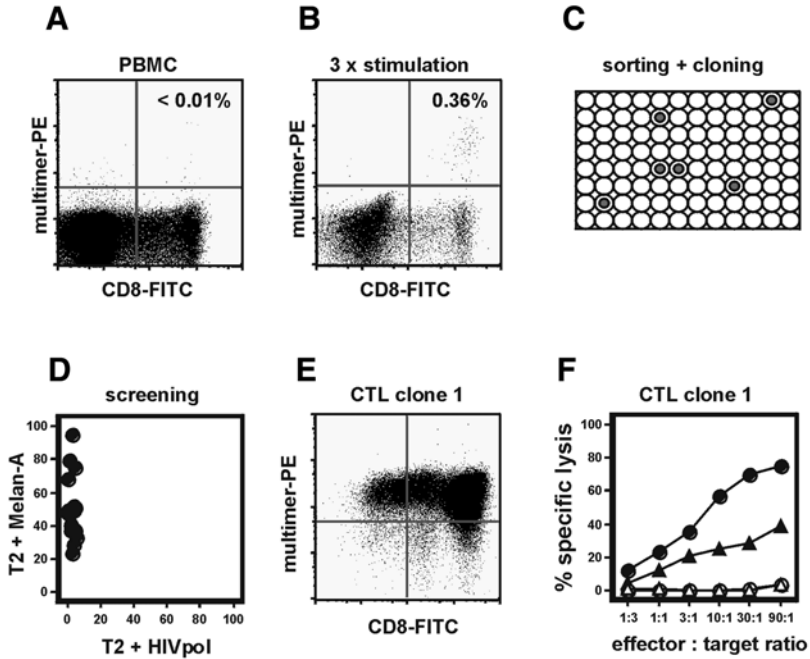 A
PBMC
< 0.01%
multimer-PE
CD8-FITC
B
3 x stimulation
0.36%
multimer-PE
CD8-FITC
C
sorting + cloning
D
screening
100
80
60
40
20
0
T2 + Melan-A
0 20 40 60 80 100
T2 + HIVpol
E
CTL clone 1
multimer-PE
CD8-FITC
F
CTL clone 1
100
80
60
40
20
0
% specific lysis
1:3 1:1 3:1 10:1 30:1 90:1
effector : target ratio